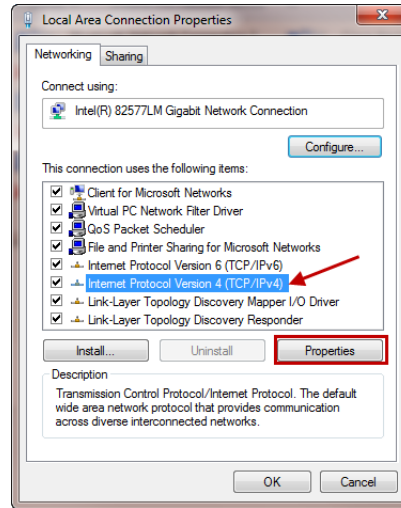 Local Area Connection Properties
Networking
Sharing
Connect using:
Intel(R) 82577LM Gigabit Network Connection
Configure...
This connection uses the following items:
Client for Microsoft Networks
Virtual PC Network Filter Driver
QoS Packet Scheduler
File and Printer Sharing for Microsoft Networks
Internet Protocol Version 6 (TCP/IPv6)
Internet Protocol Version 4 (TCP/IPv4)
Link-Layer Topology Discovery Mapper I/O Driver
Link-Layer Topology Discovery Responder
Install...
Uninstall
Properties
Description
Transmission Control Protocol/Internet Protocol. The default
wide area network protocol that provides communication
across diverse interconnected networks.
OK
Cancel